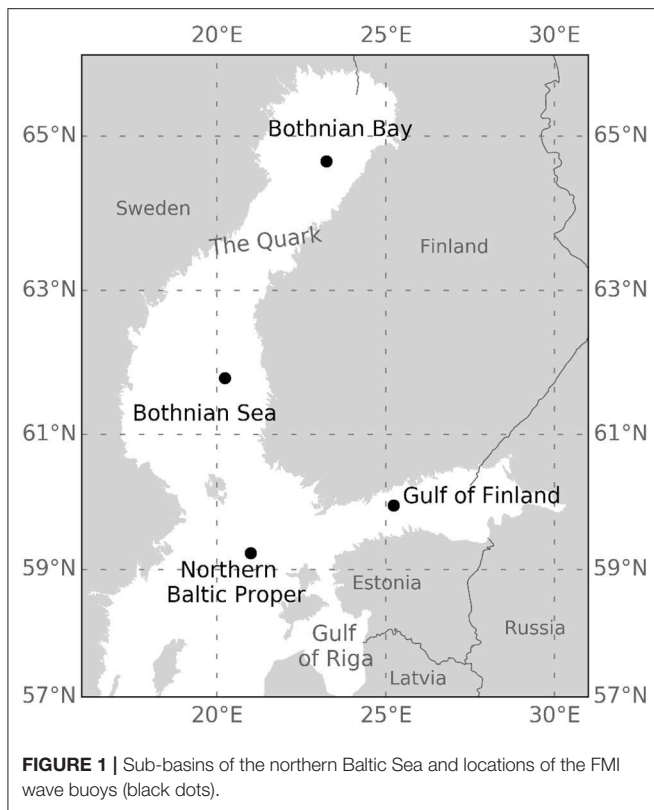 20°E 25°E 30°E
Bothnian Bay
65°N 65°N
Sweden
The Quark
Finland
63°N 63°N
Bothnian Sea
61°N 61°N
Gulf of Finland
Northern
Baltic Proper
59°N 59°N
Estonia
Gulf
of Riga
Russia
Latvia
57°N 57°N
20°E 25°E 30°E
FIGURE 1 | Sub-basins of the northern Baltic Sea and locations of the FMI
wave buoys (black dots).